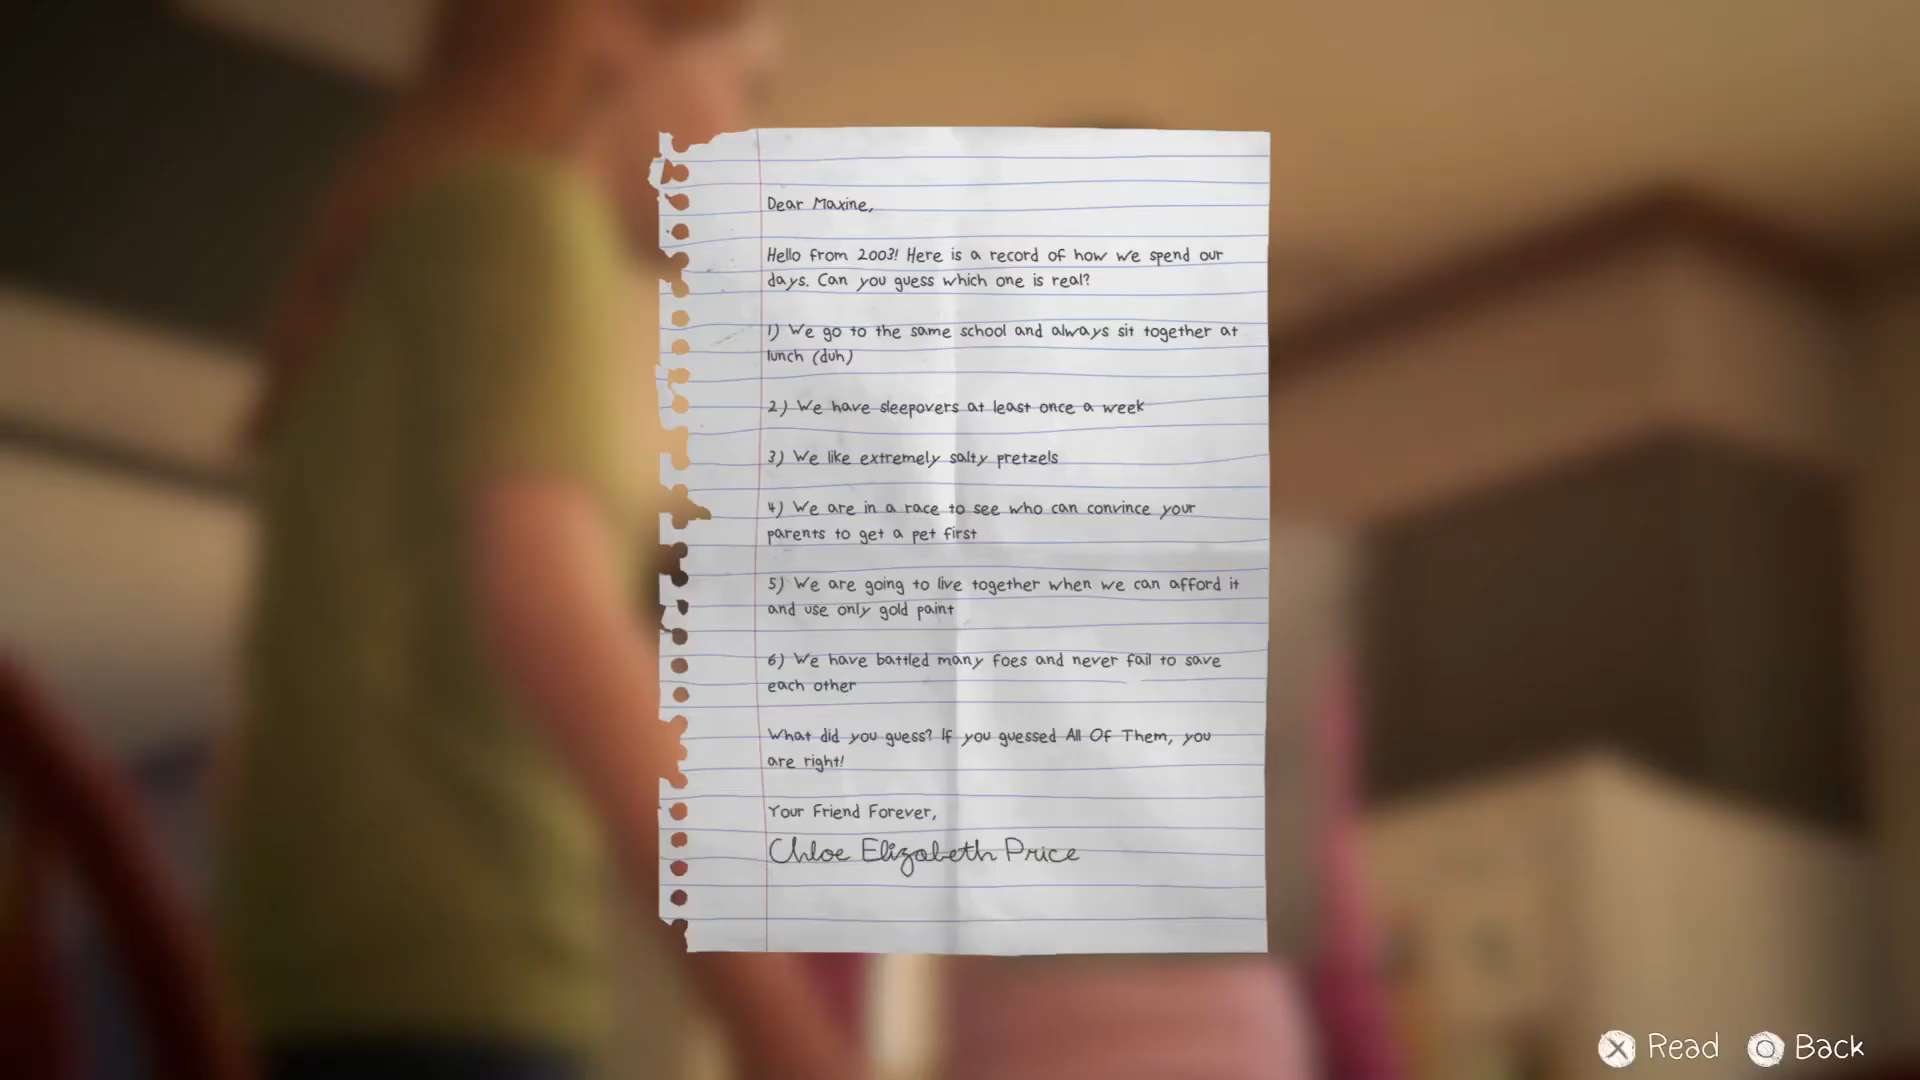 Dear Maxine,
Hello from 2003! Here is a record of how we spend our
days. Can you guess which one is real?
1) We go to the same school and always sit together at
lunch (duh)
2) We have sleepovers at least once a week
3) We like extremely salty pretzels
4) We are in a race to see who can convince your
parents to get a pet first
5) We are going to live together when we can afford it
and use only gold paint
6) We have battled many foes and never fail to save
each other
What did you guess? If you guessed All Of Them, you
are right!
Your Friend Forever,
Chloe Elizabeth Price
Read Back